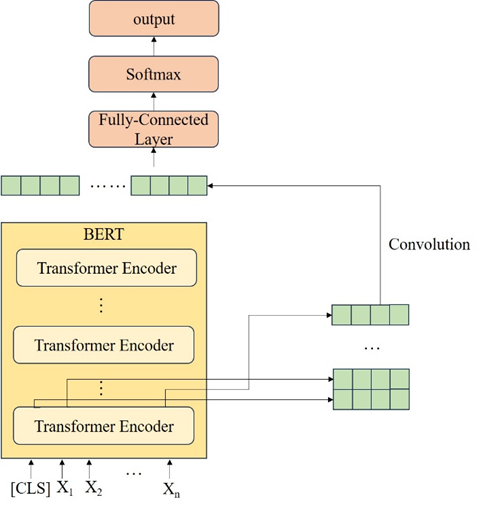 output
Softmax
Fully-Connected
Layer
……
BERT
Convolution
Transformer Encoder
⋮
…
Transformer Encoder
⋮
Transformer Encoder
…
[CLS] X₁ X₂ Xₙ